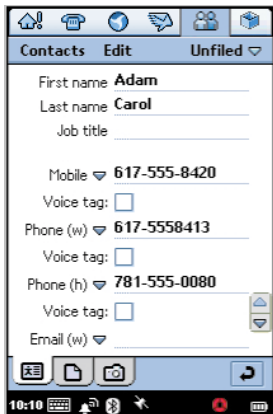 Contacts Edit Unfiled
First name Adam
Last name Carol
Job title
Mobile 617-555-8420
Voice tag:
Phone (w) 617-5558413
Voice tag:
Phone (h) 781-555-0080
Voice tag:
Email (w)
10:10